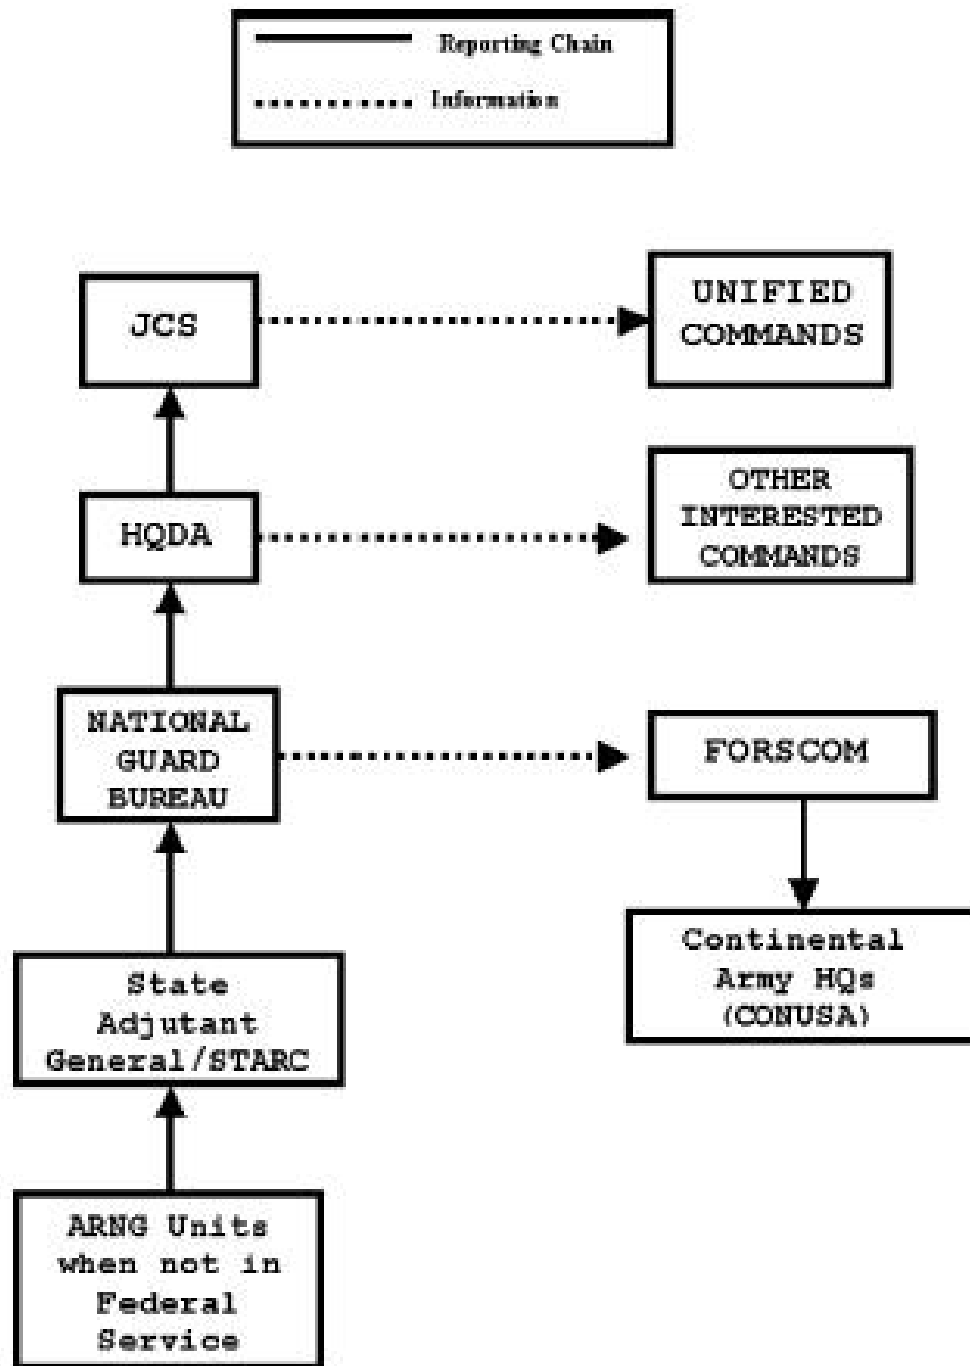 Reporting Chain
Information
JCS
UNIFIED
COMMANDS
HQDA
OTHER
INTERESTED
COMMANDS
NATIONAL
GUARD
BUREAU
FORSCOM
Continental
Army HQs
(CONUSA)
State
Adjutant
General/STARC
ARNG Units
when not in
Federal
Service